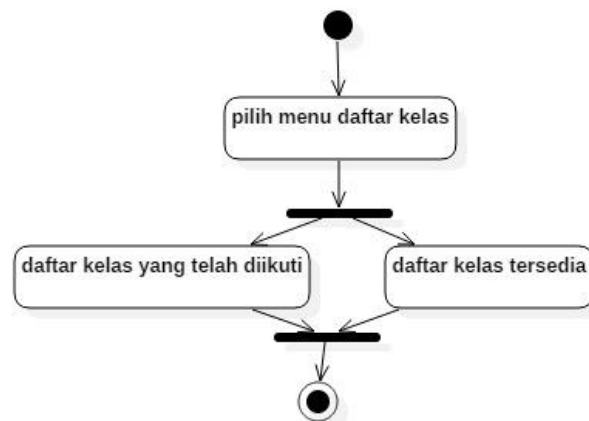 pilih menu daftar kelas
daftar kelas yang telah diikuti
daftar kelas tersedia